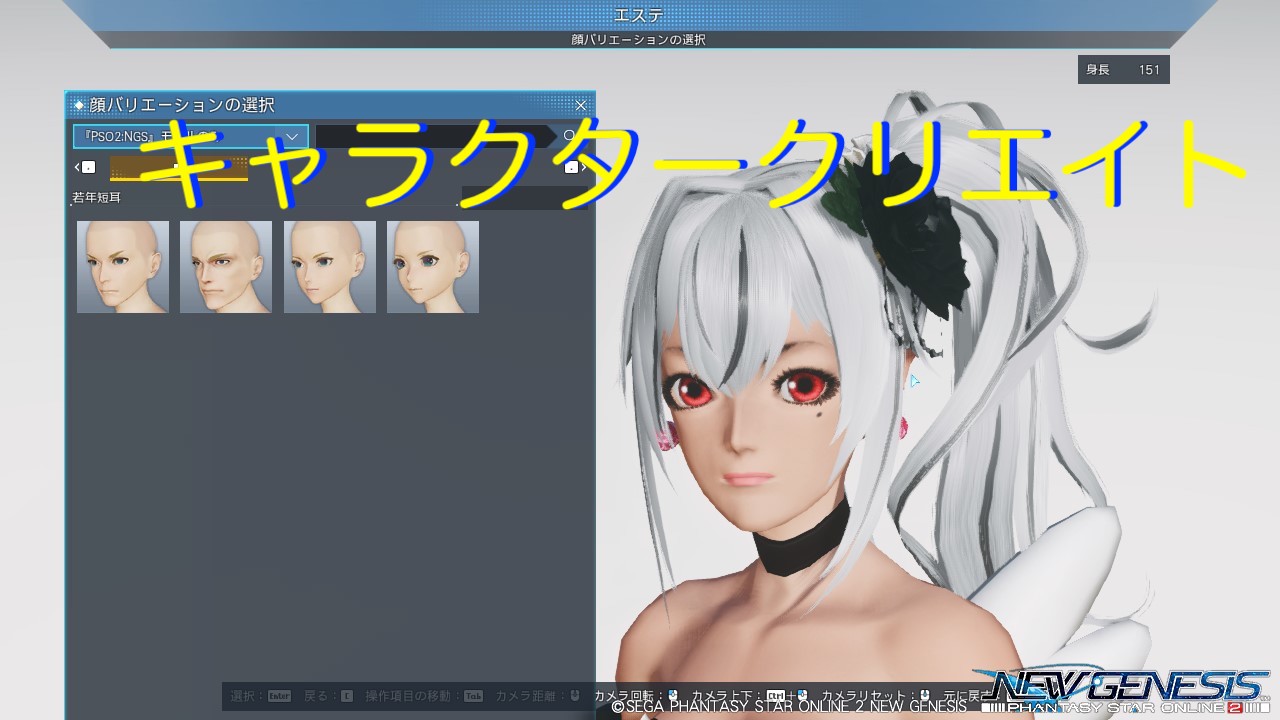 エステ
顔バリエーションの選択
身長 151
顔バリエーションの選択
『PSO2:NGS』モ
キャラクタークリエイト
若年短耳
選択：Enter 戻る： 操作項目の移動：Tab カメラ距離： カメラ回転： カメラ上下：Ctrl+ カメラリセット： 元に戻
©SEGA PHANTASY STAR ONLINE 2 NEW GENESIS
NEW GENESIS
PHANTASY STAR ONLINE 2